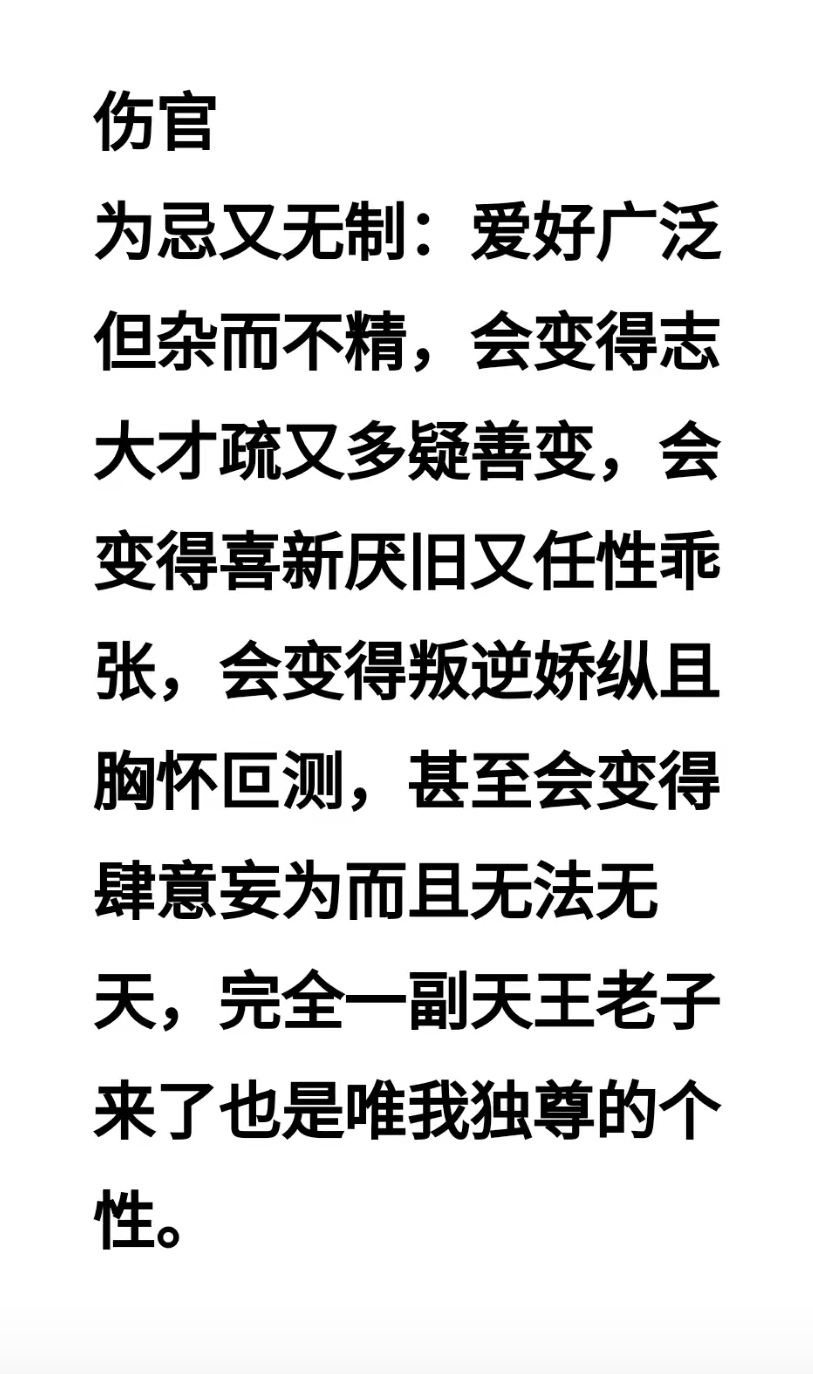 伤官
为忌又无制：爱好广泛
但杂而不精，会变得志
大才疏又多疑善变，会
变得喜新厌旧又任性乖
张，会变得叛逆娇纵且
胸怀叵测，甚至会变得
肆意妄为而且无法无
天，完全一副天王老子
来了也是唯我独尊的个
性。